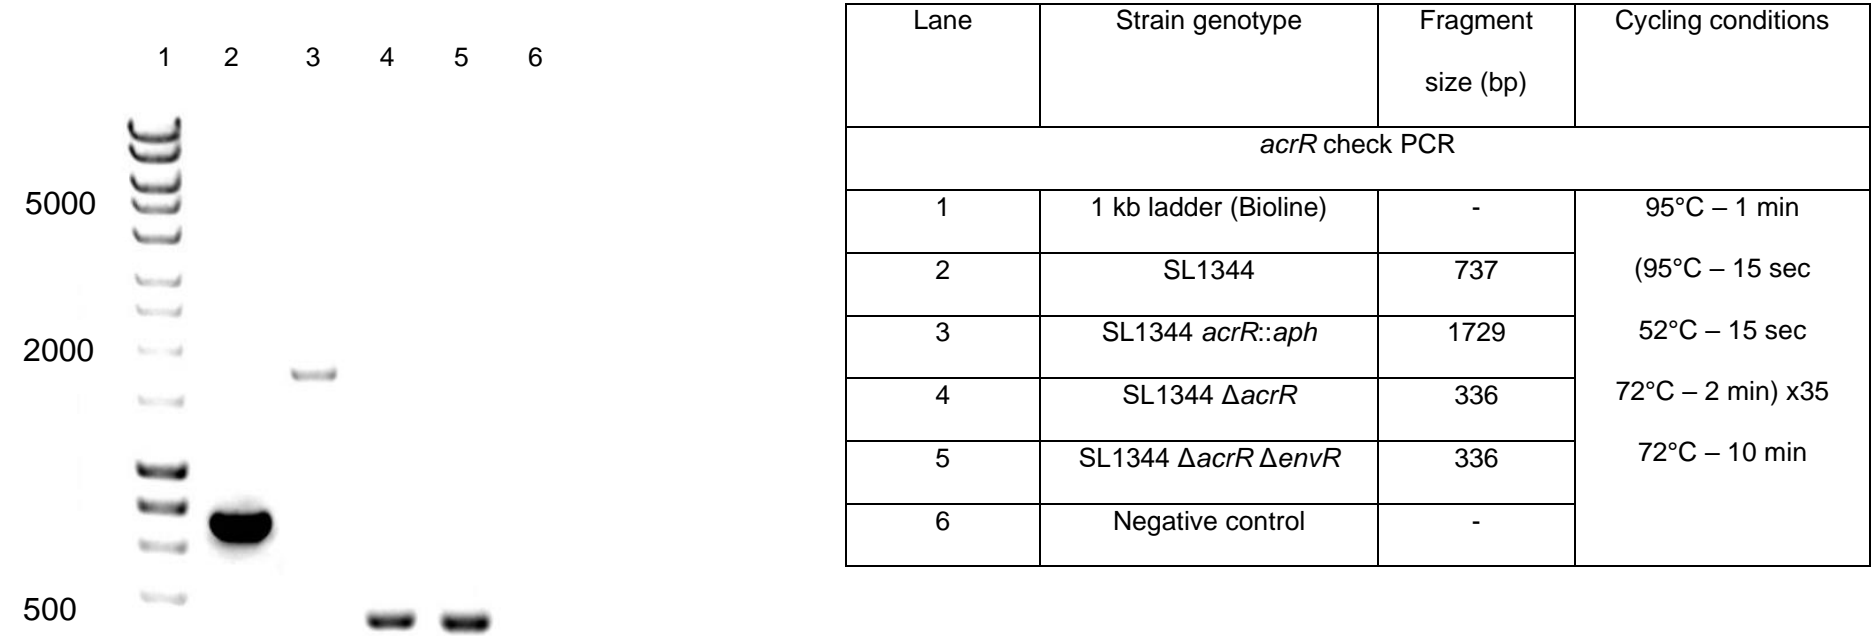 1 2 3 4 5 6
5000
2000
500
Lane Strain genotype Fragment size (bp) Cycling conditions
acrR check PCR
1 1 kb ladder (Bioline) - 95°C – 1 min
2 SL1344 737 (95°C – 15 sec
3 SL1344 acrR::aph 1729 52°C – 15 sec
4 SL1344 ΔacrR 336 72°C – 2 min) x35
5 SL1344 ΔacrR ΔenvR 336 72°C – 10 min
6 Negative control -